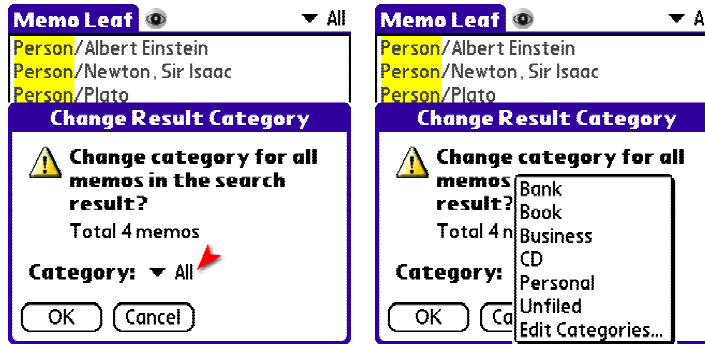 Memo Leaf All
Person/Albert Einstein
Person/Newton, Sir Isaac
Person/Plato
Change Result Category
Change category for all
memos in the search
result?
Total 4 memos
Category: All
OK Cancel
Memo Leaf A
Person/Albert Einstein
Person/Newton, Sir Isaac
Person/Plato
Change Result Category
Change category for all
memos
result?
Total 4 n
Category:
OK Ca
Bank
Book
Business
CD
Personal
Unfiled
Edit Categories...